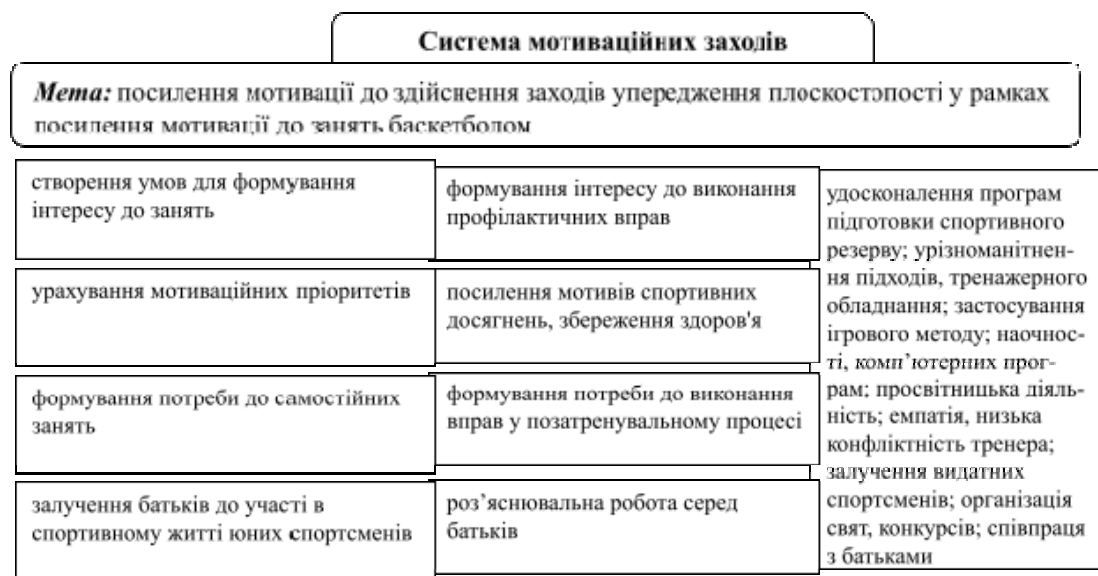 Система мотиваційних заходів
Мета: посилення мотивації до здійснення заходів упередження плоскостопості у рамках
посилення мотивації до занять баскетболом
створення умов для формування
інтересу до занять
формування інтересу до виконання
профілактичних вправ
урахування мотиваційних пріоритетів
посилення мотивів спортивних
досягнень, збереження здоров'я
формування потреби до самостійних
занять
формування потреби до виконання
вправ у позатренувальному процесі
залучення батьків до участі в
спортивному житті юних спортсменів
роз’яснювальна робота серед
батьків
удосконалення програм
підготовки спортивного
резерву; урізноманітнен-
ня підходів, тренажерного
обладнання; застосування
ігрового методу; наочнос-
ті, комп’ютерних прог-
рам; просвітницька діяль-
ність; емпатія, низька
конфліктність тренера;
залучення видатних
спортсменів; організація
свят, конкурсів; співпраця
з батьками